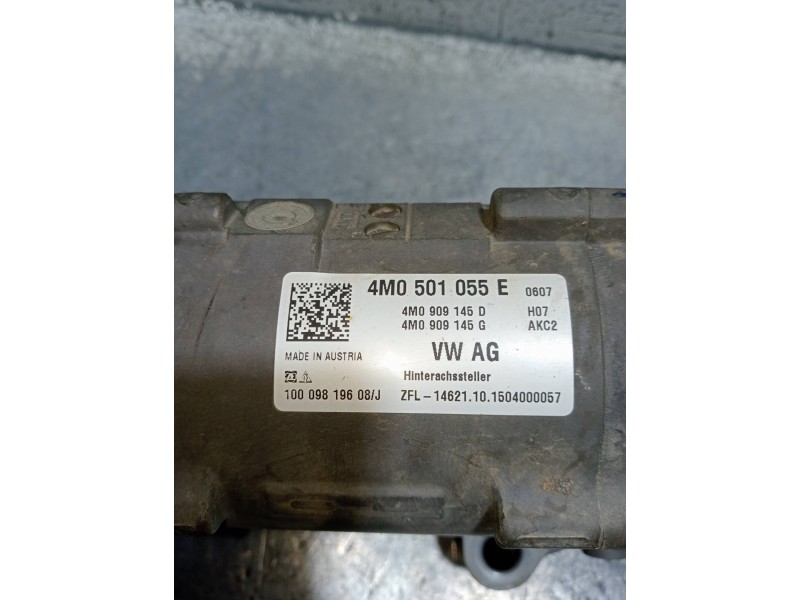 4M0 501 055 E 0607
4M0 909 145 D H07
4M0 909 145 G AKC2
MADE IN AUSTRIA VW AG
ZF Hinterachssteller
100 098 196 08/J ZFL-14621.10.1504000057